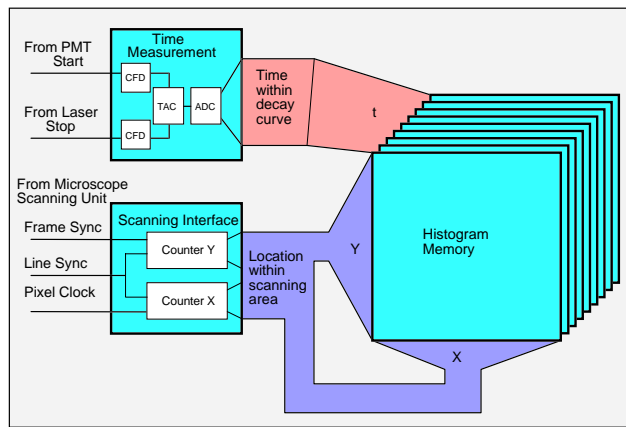 From PMT
Start
From Laser
Stop
Time
Measurement
CFD
TAC
ADC
CFD
Time
within
decay
curve
t
From Microscope
Scanning Unit
Frame Sync
Line Sync
Pixel Clock
Scanning Interface
Counter Y
Counter X
Location
within
scanning
area
Y
X
Histogram
Memory